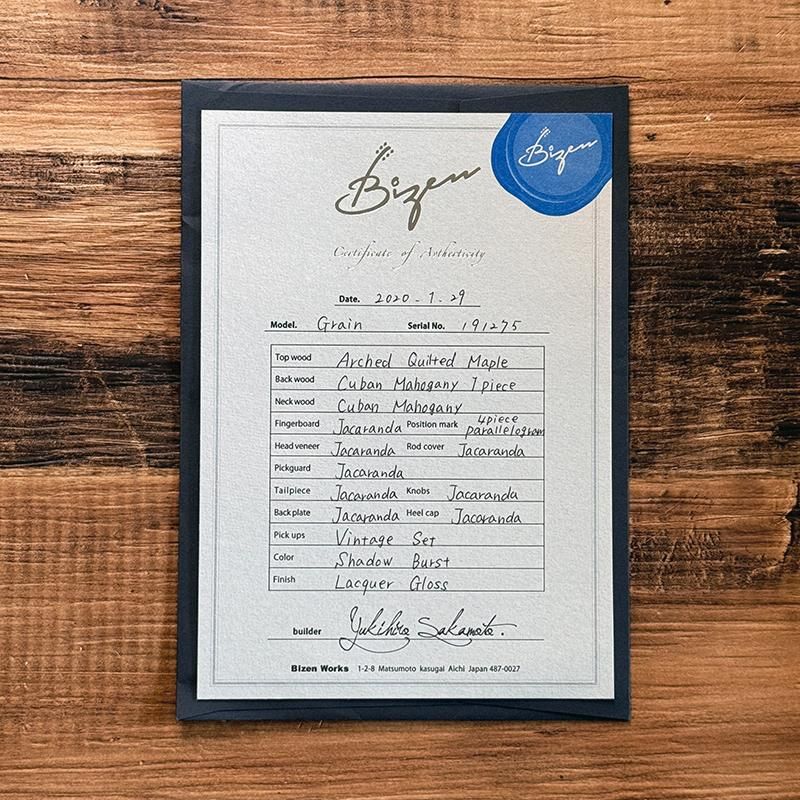 Bizen
Bizen
Certificate of Authenticity
Date. 2020-1.29
Model. Grain Serial No. 191275
Top wood Arched Quilted Maple
Back wood Cuban Mahogany 1 piece
Neck wood Cuban Mahogany
Fingerboard Jacaranda Position mark 4piece parallelogram
Head veneer Jacaranda Rod cover Jacaranda
Pickguard Jacaranda
Tailpiece Jacaranda Knobs Jacaranda
Back plate Jacaranda Heel cap Jacaranda
Pick ups Vintage Set
Color Shadow Burst
Finish Lacquer Gloss
builder Yukihiro Sakamoto.
Bizen Works 1-2-8 Matsumoto kasugai Aichi Japan 487-0027